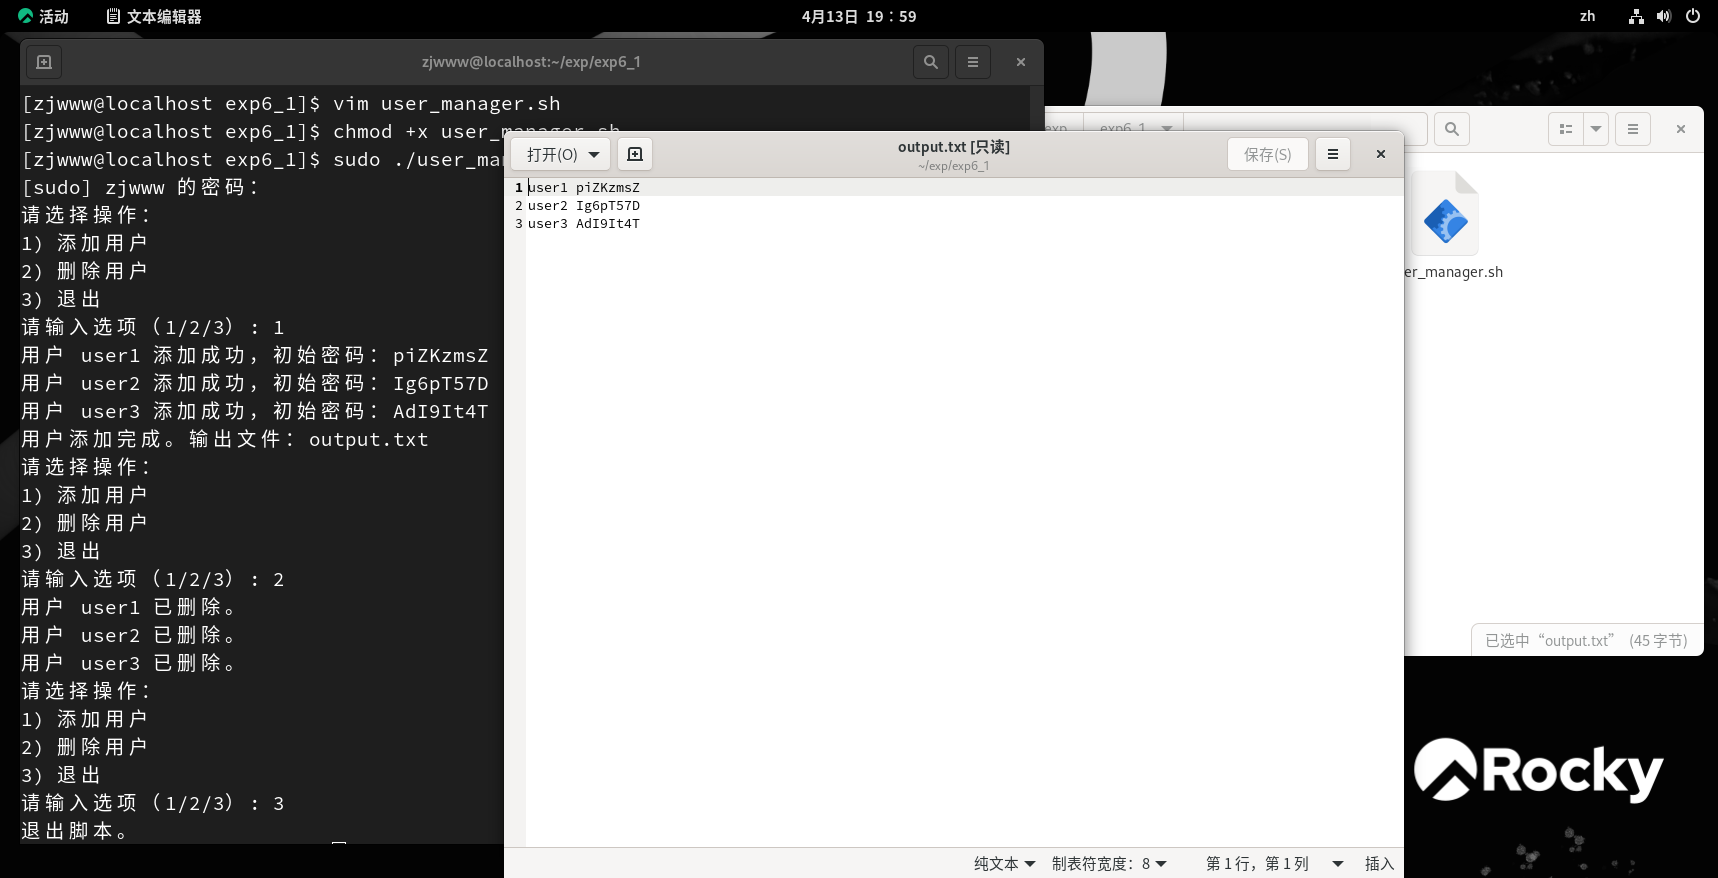 活动 文本编辑器 4月13日 19：59 zh
zjwww@localhost:~/exp/exp6_1
[zjwww@localhost exp6_1]$ vim user_manager.sh
[zjwww@localhost exp6_1]$ chmod +x user_manager.sh
[zjwww@localhost exp6_1]$ sudo ./user_ma
[sudo] zjwww 的密码：
请选择操作：
1) 添加用户
2) 删除用户
3) 退出
请输入选项（1/2/3）: 1
用户 user1 添加成功，初始密码：piZKzmsZ
用户 user2 添加成功，初始密码：Ig6pT57D
用户 user3 添加成功，初始密码：AdI9It4T
用户添加完成。输出文件：output.txt
请选择操作：
1) 添加用户
2) 删除用户
3) 退出
请输入选项（1/2/3）: 2
用户 user1 已删除。
用户 user2 已删除。
用户 user3 已删除。
请选择操作：
1) 添加用户
2) 删除用户
3) 退出
请输入选项（1/2/3）: 3
退出脚本。
打开(O)
output.txt [只读]
~/exp/exp6_1
保存(S)
1 user1 piZKzmsZ
2 user2 Ig6pT57D
3 user3 AdI9It4T
纯文本 制表符宽度：8 第 1 行，第 1 列 插入
exp exp6_1
er_manager.sh
已选中“output.txt” (45 字节)
Rocky